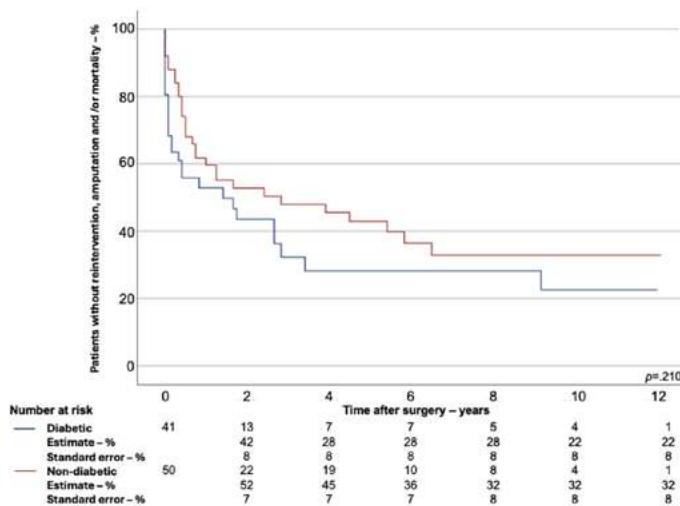 Patients without reintervention, amputation and /or mortality – %
100
80
60
40
20
0
p=.210
0 2 4 6 8 10 12
Number at risk Time after surgery – years
Diabetic 41 13 7 7 5 4 1
Estimate – % 42 28 28 28 22 22
Standard error – % 8 8 8 8 8 8
Non-diabetic 50 22 19 10 8 4 1
Estimate – % 52 45 36 32 32 32
Standard error – % 7 7 7 8 8 8